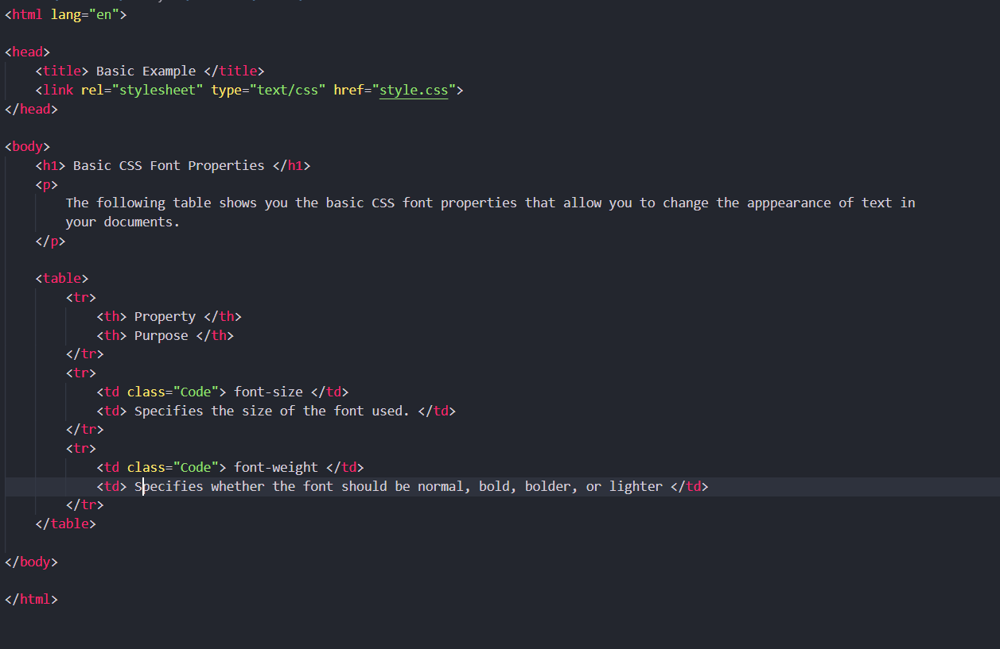 <html lang="en">
<head>
<title> Basic Example </title>
<link rel="stylesheet" type="text/css" href="style.css">
</head>
<body>
<h1> Basic CSS Font Properties </h1>
<p>
The following table shows you the basic CSS font properties that allow you to change the apppearance of text in
your documents.
</p>
<table>
<tr>
<th> Property </th>
<th> Purpose </th>
</tr>
<tr>
<td class="Code"> font-size </td>
<td> Specifies the size of the font used. </td>
</tr>
<tr>
<td class="Code"> font-weight </td>
<td> Specifies whether the font should be normal, bold, bolder, or lighter </td>
</tr>
</table>
</body>
</html>